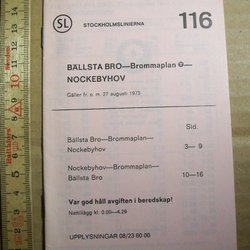 SL STOCKHOLMSLINJERNA 116
BÄLLSTA BRO—Brommaplan
NOCKEBYHOV
Gäller fr. o. m. 27 augusti 1973
Sid.
Bällsta Bro—Brommaplan—
Nockebyhov 3—9
Nockebyhov—Brommaplan—
Bällsta Bro 10—16
Var god håll avgiften i beredskap!
Nattillägg kl. 0.00—4.29
UPPLYSNINGAR 08/23 60 00